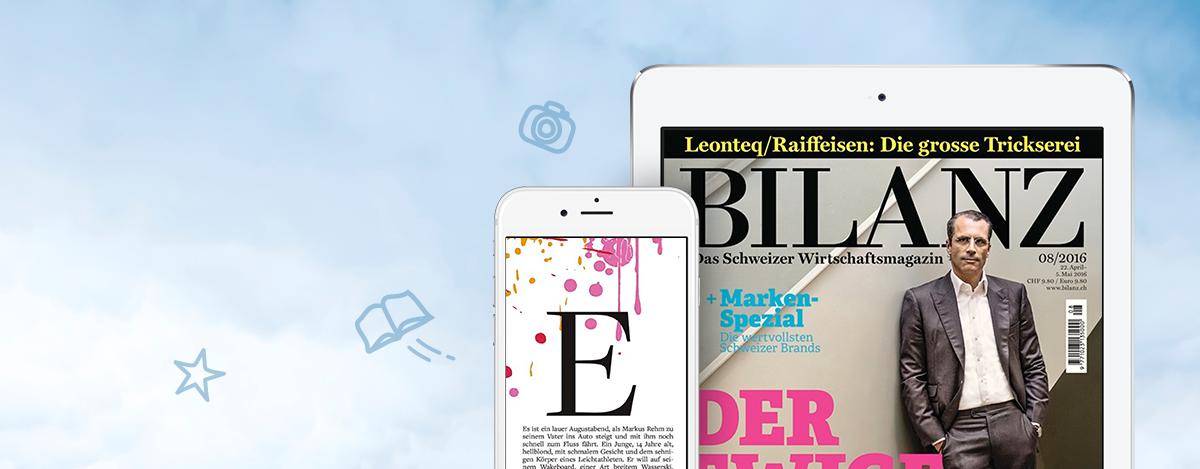 Leonteq/Raiffeisen: Die grosse Trickserei
BILANZ
Das Schweizer Wirtschaftsmagazin
08/2016
22. April–
5. Mai 2016
CHF 9.80 / Euro 9.80
www.bilanz.ch
+ Marken-
Spezial
Die wertvollsten
Schweizer Brands
DER
EWIGE
E
Es ist ein lauer Augustabend, als Markus Rehm zu
seinem Vater ins Auto steigt und mit ihm noch
schnell zum Fluss fährt. Ein Junge, 14 Jahre alt,
hellblond, mit schmalem Gesicht und dem sehni-
gen Körper eines Leichtathleten. Er will auf sei-
nem Wakeboard, einer Art breitem Wasserski,